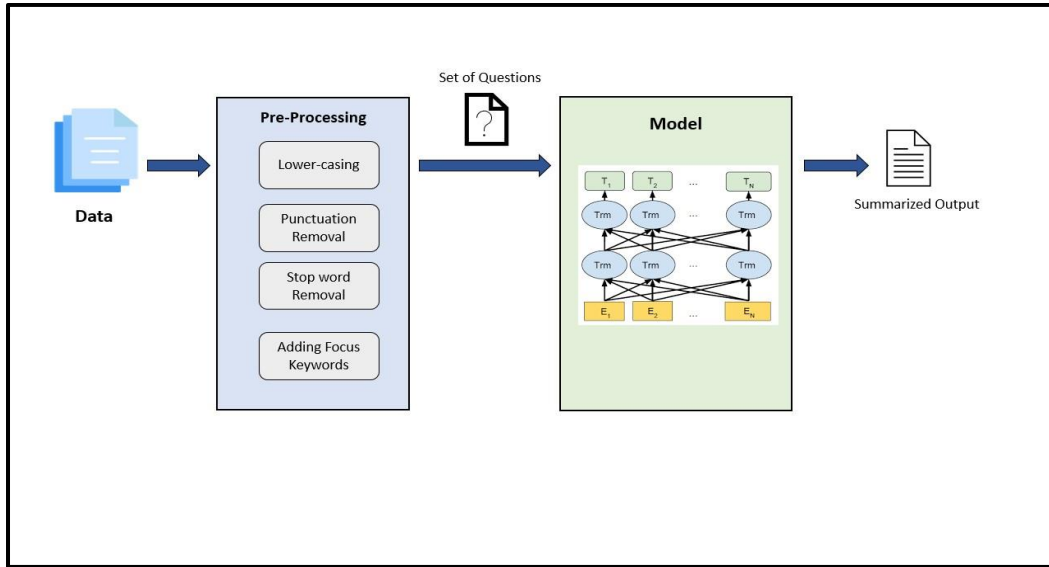 Data
Pre-Processing
Lower-casing
Punctuation
Removal
Stop word
Removal
Adding Focus
Keywords
Set of Questions
?
Model
T1 T2 ... TN
Trm Trm ... Trm
Trm Trm ... Trm
E1 E2 ... EN
Summarized Output